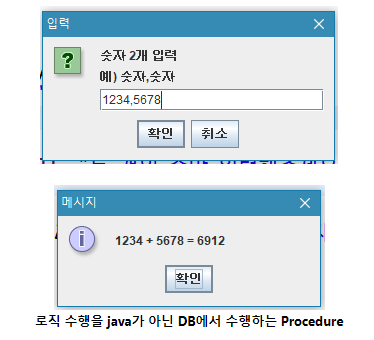 입력
숫자 2개 입력
예) 숫자,숫자
1234,5678
확인 취소
메시지
1234 + 5678 = 6912
확인
로직 수행을 java가 아닌 DB에서 수행하는 Procedure